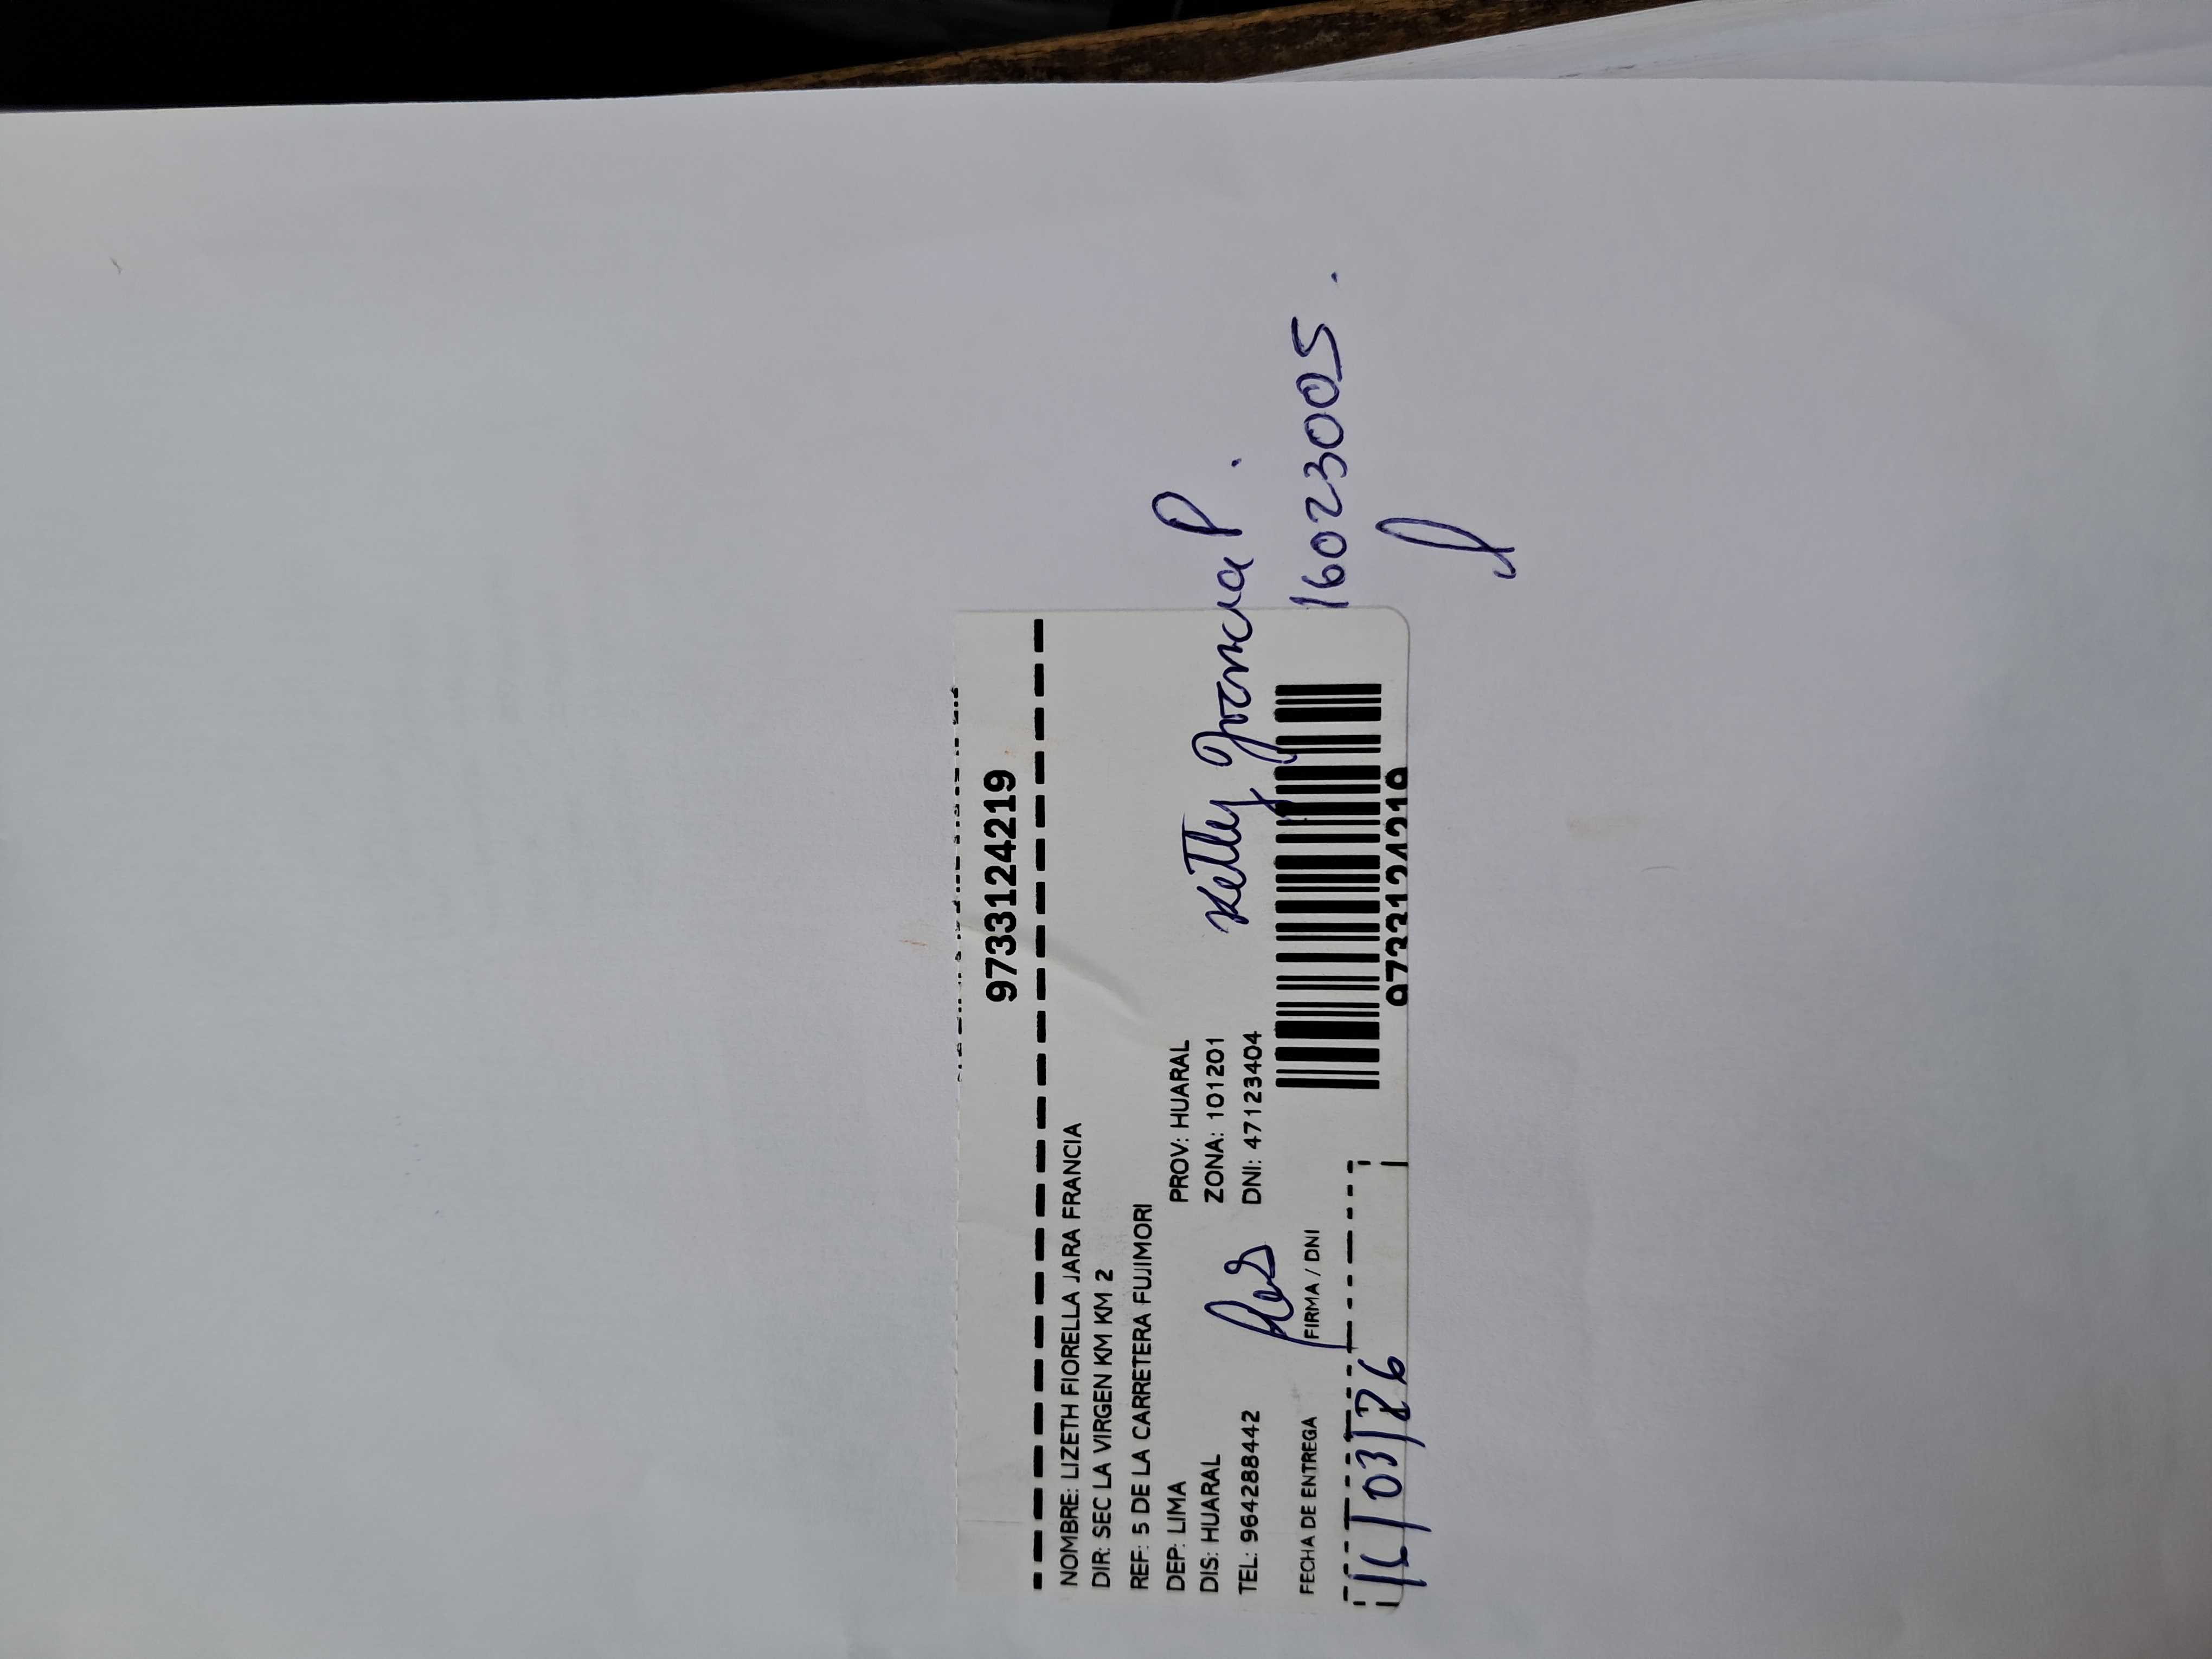 973124219
NOMBRE: LIZETH FIORELLA JARA FRANCIA
DIR: SEC LA VIRGEN KM KM 2
REF: 5 DE LA CARRETERA FUJIMORI
DEP: LIMA PROV: HUARAL
DIS: HUARAL ZONA: 101201
TEL: 964288442 DNI: 47123404
Ketty Francia P.
16023005.
FECHA DE ENTREGA FIRMA / DNI
16/03/26
9733124219